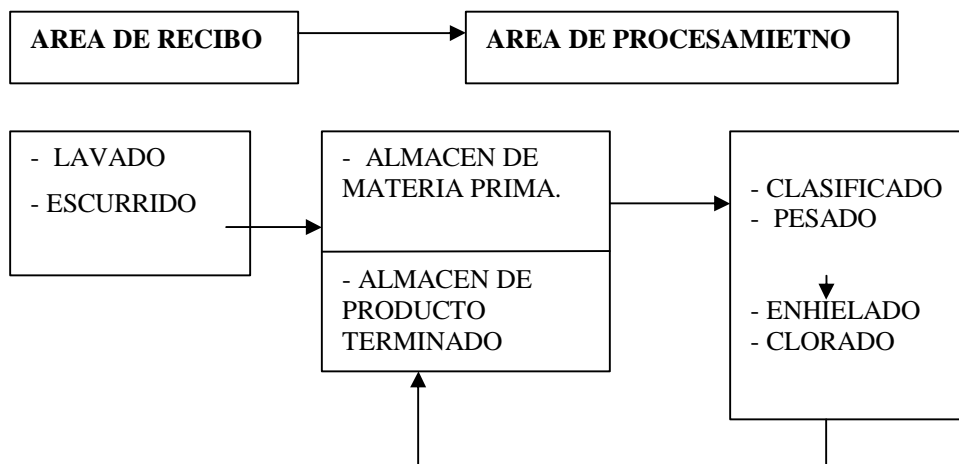 AREA DE RECIBO
AREA DE PROCESAMIETNO
- LAVADO
- ESCURRIDO
- ALMACEN DE
MATERIA PRIMA.
- ALMACEN DE
PRODUCTO
TERMINADO
- CLASIFICADO
- PESADO
- ENHIELADO
- CLORADO